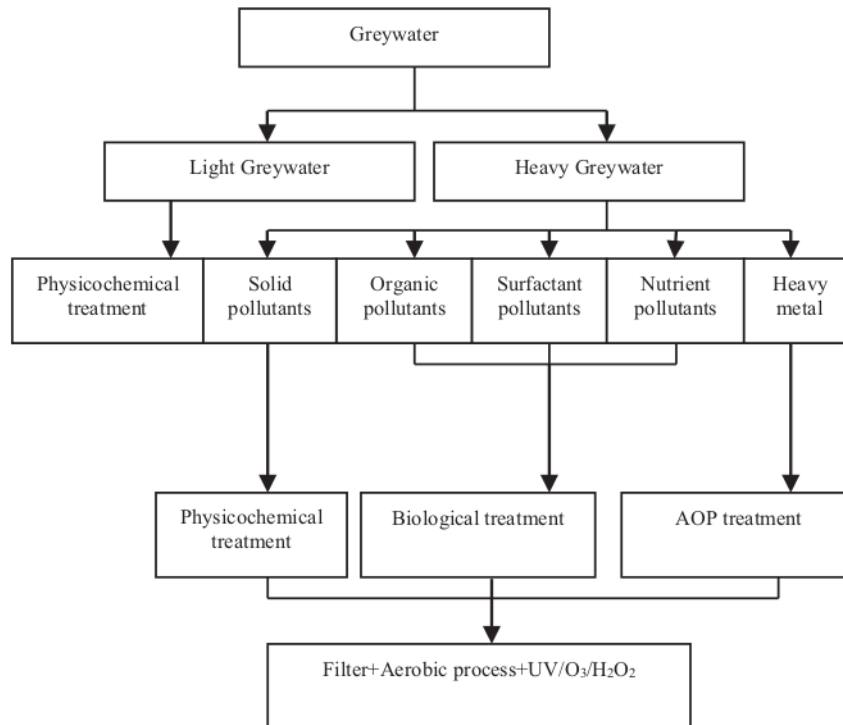 Greywater
Light Greywater
Heavy Greywater
Physicochemical
treatment
Solid
pollutants
Organic
pollutants
Surfactant
pollutants
Nutrient
pollutants
Heavy
metal
Physicochemical
treatment
Biological treatment
AOP treatment
Filter+Aerobic process+UV/O₃/H₂O₂